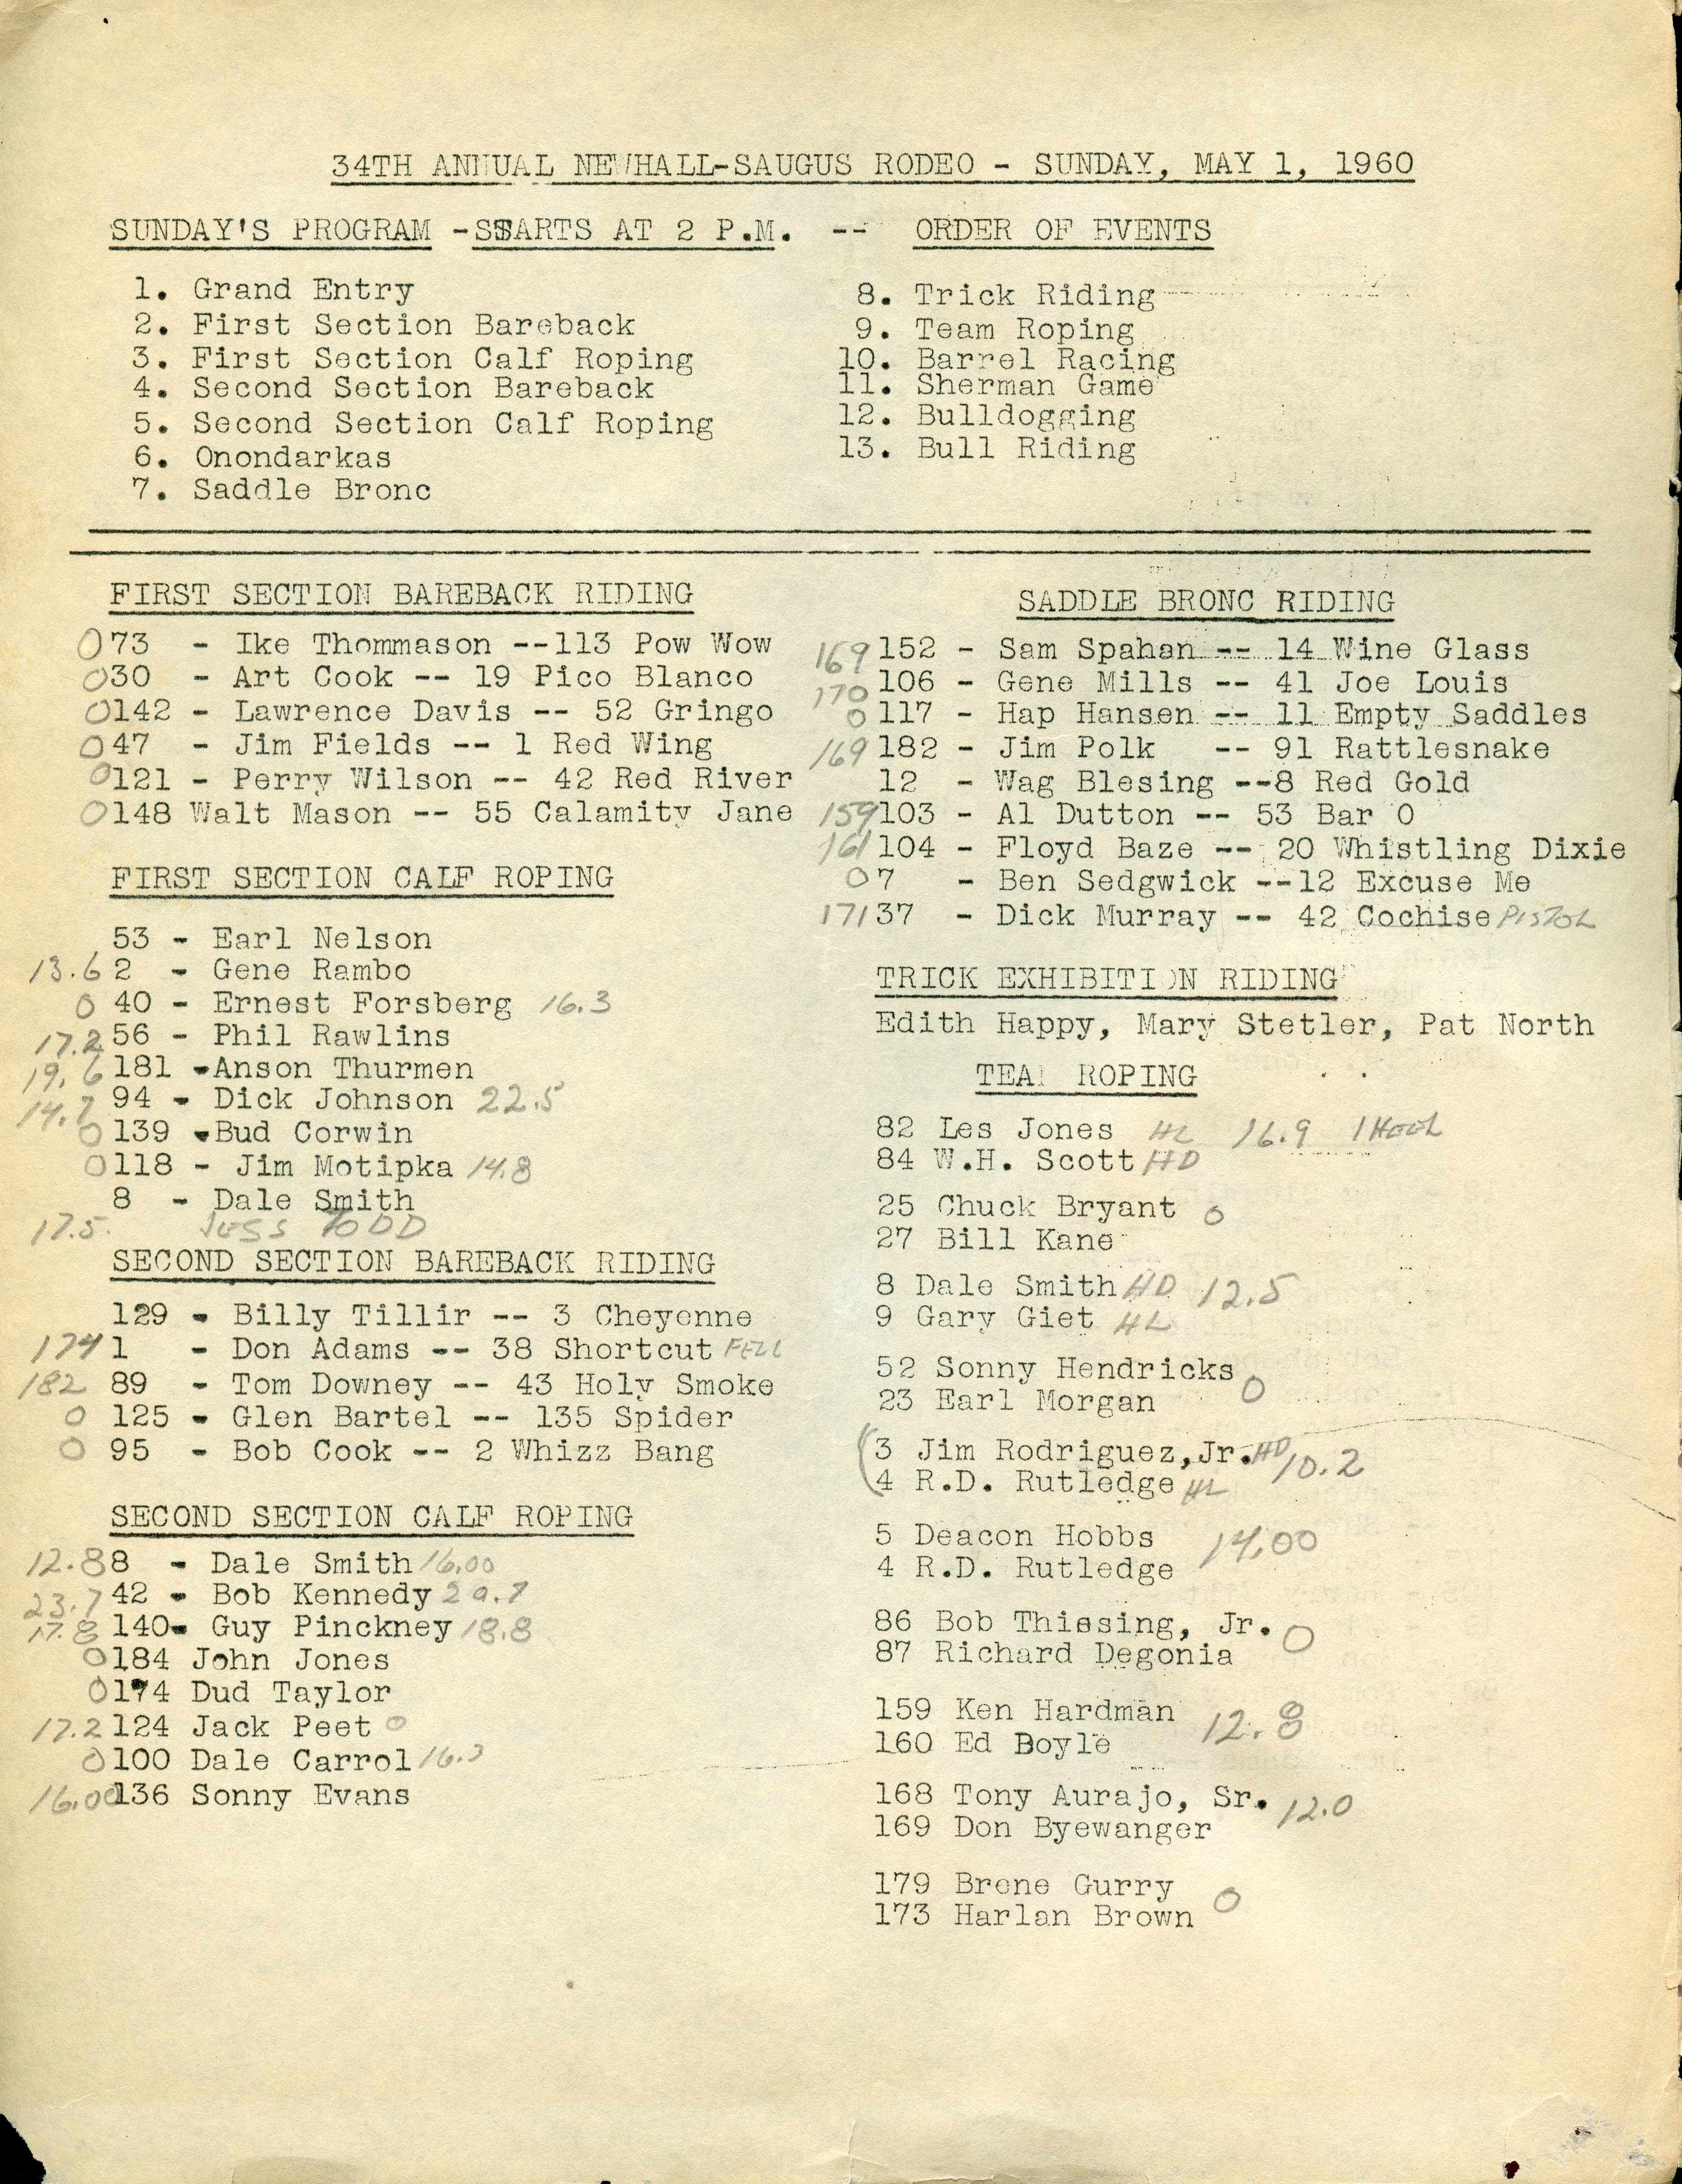 34TH ANNUAL NEWHALL-SAUGUS RODEO - SUNDAY, MAY 1, 1960
SUNDAY'S PROGRAM -STARTS AT 2 P.M. -- ORDER OF EVENTS
1. Grand Entry
2. First Section Bareback
3. First Section Calf Roping
4. Second Section Bareback
5. Second Section Calf Roping
6. Onondarkas
7. Saddle Bronc
8. Trick Riding
9. Team Roping
10. Barrel Racing
11. Sherman Game
12. Bulldogging
13. Bull Riding
FIRST SECTION BAREBACK RIDING
0 73 - Ike Thommason --113 Pow Wow
0 30 - Art Cook -- 19 Pico Blanco
0 142 - Lawrence Davis -- 52 Gringo
0 47 - Jim Fields -- 1 Red Wing
0 121 - Perry Wilson -- 42 Red River
0 148 Walt Mason -- 55 Calamity Jane
FIRST SECTION CALF ROPING
53 - Earl Nelson
13.6 2 - Gene Rambo
0 40 - Ernest Forsberg 16.3
17.2 56 - Phil Rawlins
19.6 181 -Anson Thurmen
14.7 94 - Dick Johnson 22.5
0 139 -Bud Corwin
0 118 - Jim Motipka 14.8
8 - Dale Smith
17.5 JESS TODD
SECOND SECTION BAREBACK RIDING
129 - Billy Tillir -- 3 Cheyenne
174 1 - Don Adams -- 38 Shortcut FELL
182 89 - Tom Downey -- 43 Holy Smoke
0 125 - Glen Bartel -- 135 Spider
0 95 - Bob Cook -- 2 Whizz Bang
SECOND SECTION CALF ROPING
12.8 8 - Dale Smith 16.00
23.7 42 - Bob Kennedy 20.7
17.8 140- Guy Pinckney 18.8
0 184 John Jones
0 174 Dud Taylor
17.2 124 Jack Peet 0
0 100 Dale Carrol 16.3
16.00 136 Sonny Evans
SADDLE BRONC RIDING
169 152 - Sam Spahan -- 14 Wine Glass
170 106 - Gene Mills -- 41 Joe Louis
0 117 - Hap Hansen -- 11 Empty Saddles
169 182 - Jim Polk -- 91 Rattlesnake
12 - Wag Blesing --8 Red Gold
159 103 - Al Dutton -- 53 Bar O
161 104 - Floyd Baze -- 20 Whistling Dixie
0 7 - Ben Sedgwick --12 Excuse Me
171 37 - Dick Murray -- 42 Cochise PISTOL
TRICK EXHIBITION RIDING
Edith Happy, Mary Stetler, Pat North
TEAM ROPING
82 Les Jones HL 16.9 1 HEEL
84 W.H. Scott HD
25 Chuck Bryant 0
27 Bill Kane
8 Dale Smith HD 12.5
9 Gary Giet HL
52 Sonny Hendricks 0
23 Earl Morgan
(3 Jim Rodriguez,Jr. HD 10.2
4 R.D. Rutledge HL
5 Deacon Hobbs 14.00
4 R.D. Rutledge
86 Bob Thiesing, Jr. 0
87 Richard Degonia
159 Ken Hardman 12.8
160 Ed Boyle
168 Tony Aurajo, Sr. 12.0
169 Don Byewanger
179 Brene Gurry 0
173 Harlan Brown